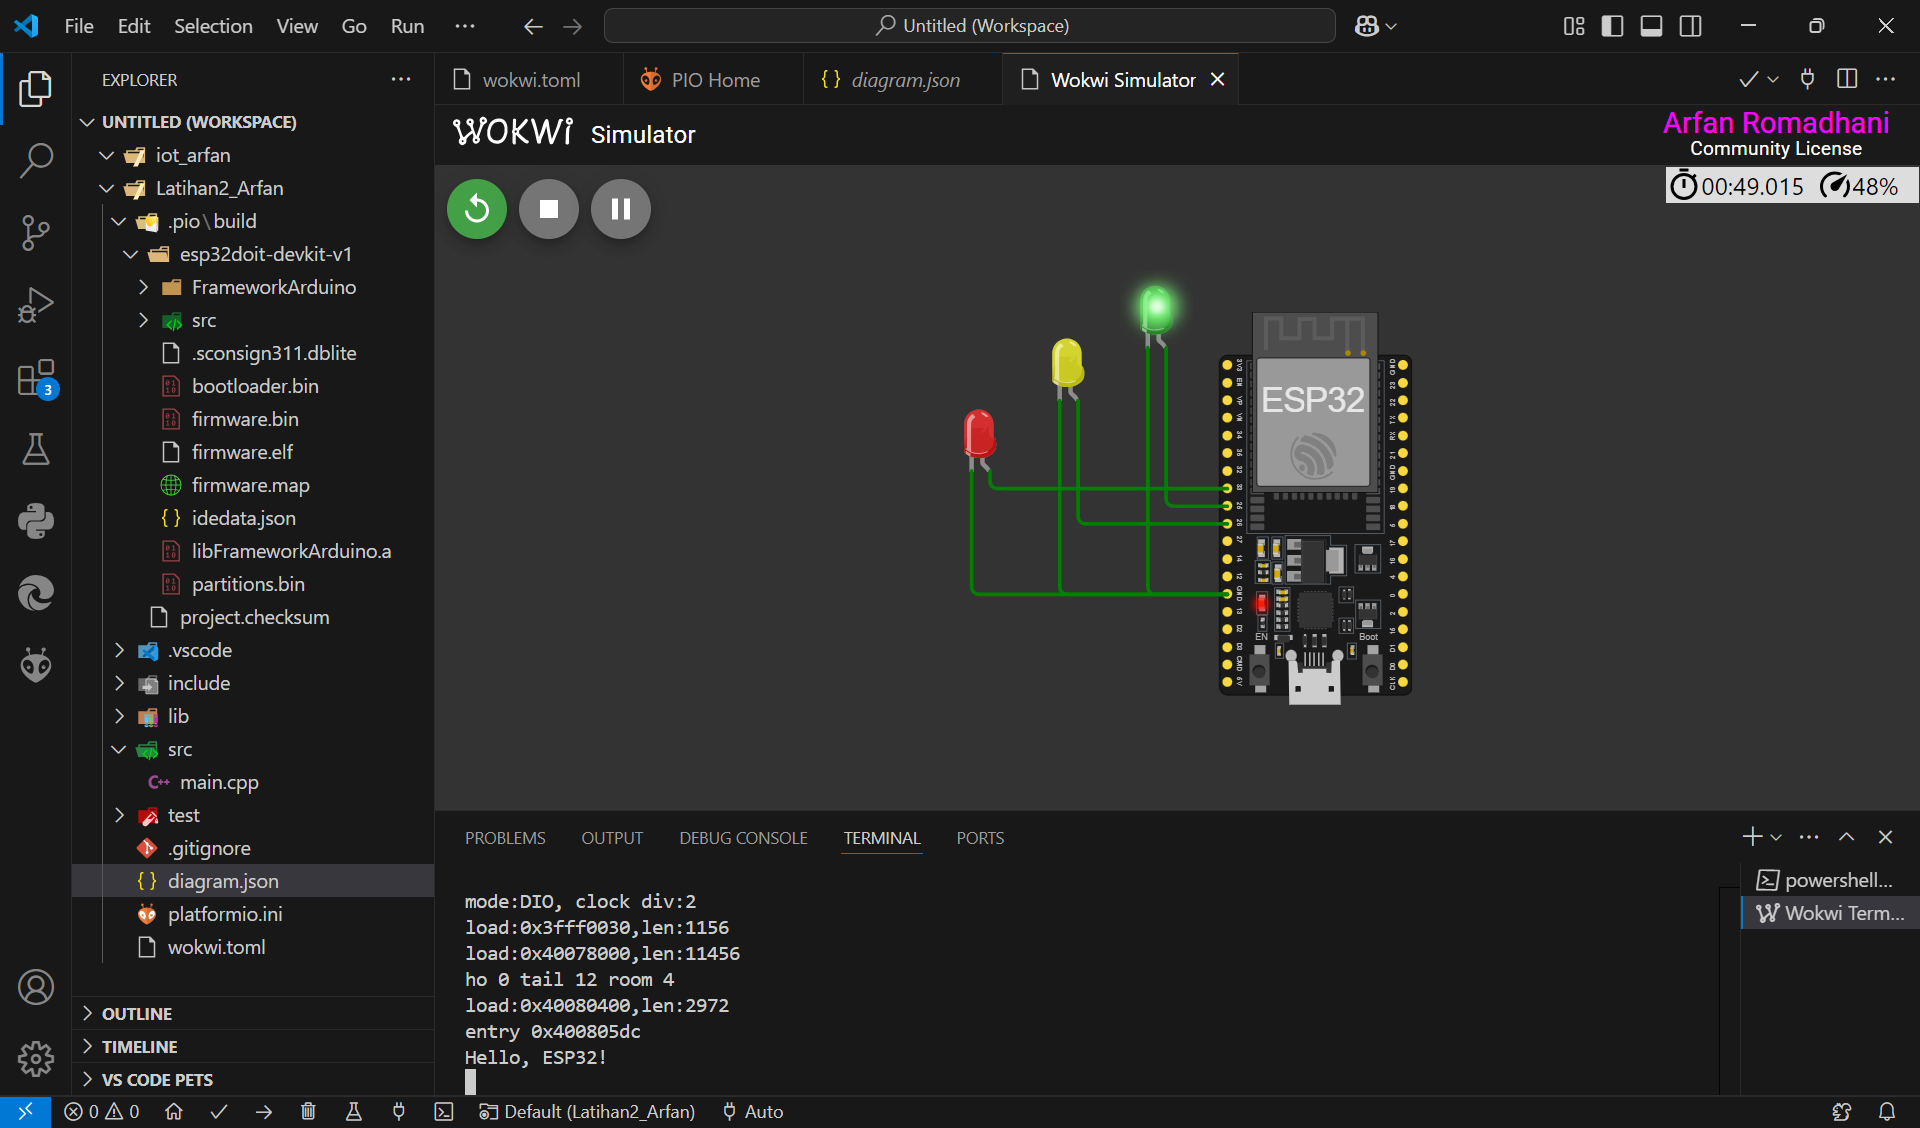 File Edit Selection View Go Run ···
Untitled (Workspace)
EXPLORER
wokwi.toml
PIO Home
{ } diagram.json
Wokwi Simulator
UNTITLED (WORKSPACE)
iot_arfan
Latihan2_Arfan
.pio\build
esp32doit-devkit-v1
FrameworkArduino
src
.sconsign311.dblite
bootloader.bin
firmware.bin
firmware.elf
firmware.map
{ } idedata.json
libFrameworkArduino.a
partitions.bin
project.checksum
.vscode
include
lib
src
C++ main.cpp
test
.gitignore
{ } diagram.json
platformio.ini
wokwi.toml
OUTLINE
TIMELINE
VS CODE PETS
3
WOKWI Simulator
Arfan Romadhani
Community License
00:49.015 48%
ESP32
EN
Boot
PROBLEMS OUTPUT DEBUG CONSOLE TERMINAL PORTS
mode:DIO, clock div:2
load:0x3fff0030,len:1156
load:0x40078000,len:11456
ho 0 tail 12 room 4
load:0x40080400,len:2972
entry 0x400805dc
Hello, ESP32!
powershell...
Wokwi Term...
0 0
Default (Latihan2_Arfan)
Auto